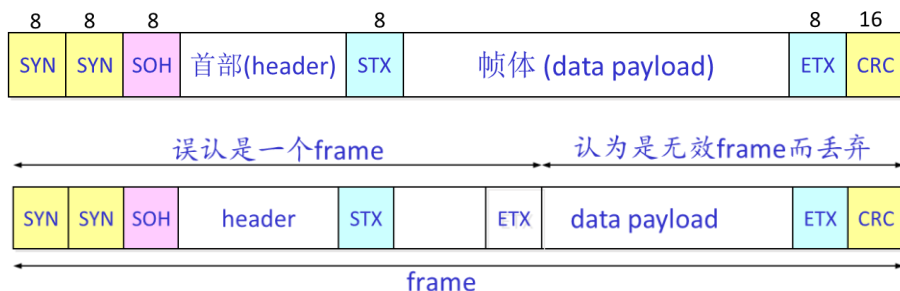 8 8 8 8 8 16
SYN SYN SOH 首部(header) STX 帧体 (data payload) ETX CRC
误认是一个frame 认为是无效frame而丢弃
SYN SYN SOH header STX ETX data payload ETX CRC
frame